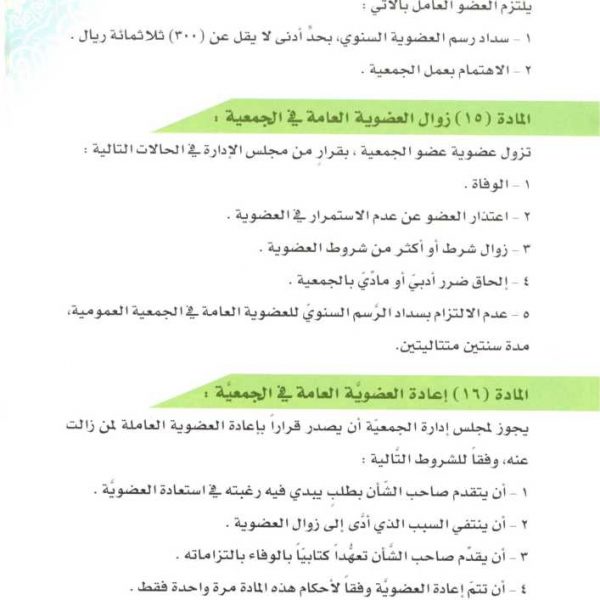 يلتزم العضو العامل بالآتي :
١ - سداد رسم العضوية السنوي، بحدٍّ أدنى لا يقل عن (٣٠٠) ثلاثمائة ريال .
٢ - الاهتمام بعمل الجمعية .
المادة (١٥) زوال العضوية العامة في الجمعية :
تزول عضوية عضو الجمعية ، بقرارٍ من مجلس الإدارة في الحالات التالية :
١ - الوفاة .
٢ - اعتذار العضو عن عدم الاستمرار في العضوية .
٣ - زوال شرط أو أكثر من شروط العضوية .
٤ - إلحاق ضرر أدبيّ أو ماديّ بالجمعية .
٥ - عدم الالتزام بسداد الرَّسم السنويّ للعضوية العامة في الجمعية العمومية،
مدة سنتين متتاليتين.
المادة (١٦) إعادة العضويَّة العامة في الجمعيَّة :
يجوز لمجلس إدارة الجمعيّة أن يصدر قراراً بإعادة العضوية العاملة لمن زالت
عنه، وفقاً للشروط التَّالية :
١ - أن يتقدم صاحب الشّأن بطلبٍ يبدي فيه رغبته في استعادة العضويَّة .
٢ - أن ينتفي السبب الذي أدَّى إلى زوال العضوية .
٣ - أن يقدِّم صاحب الشَّأن تعهُّداً كتابيّاً بالوفاء بالتزاماته .
٤ - أن تتمّ إعادة العضويَّة وفقاً لأحكام هذه المادة مرة واحدة فقط .